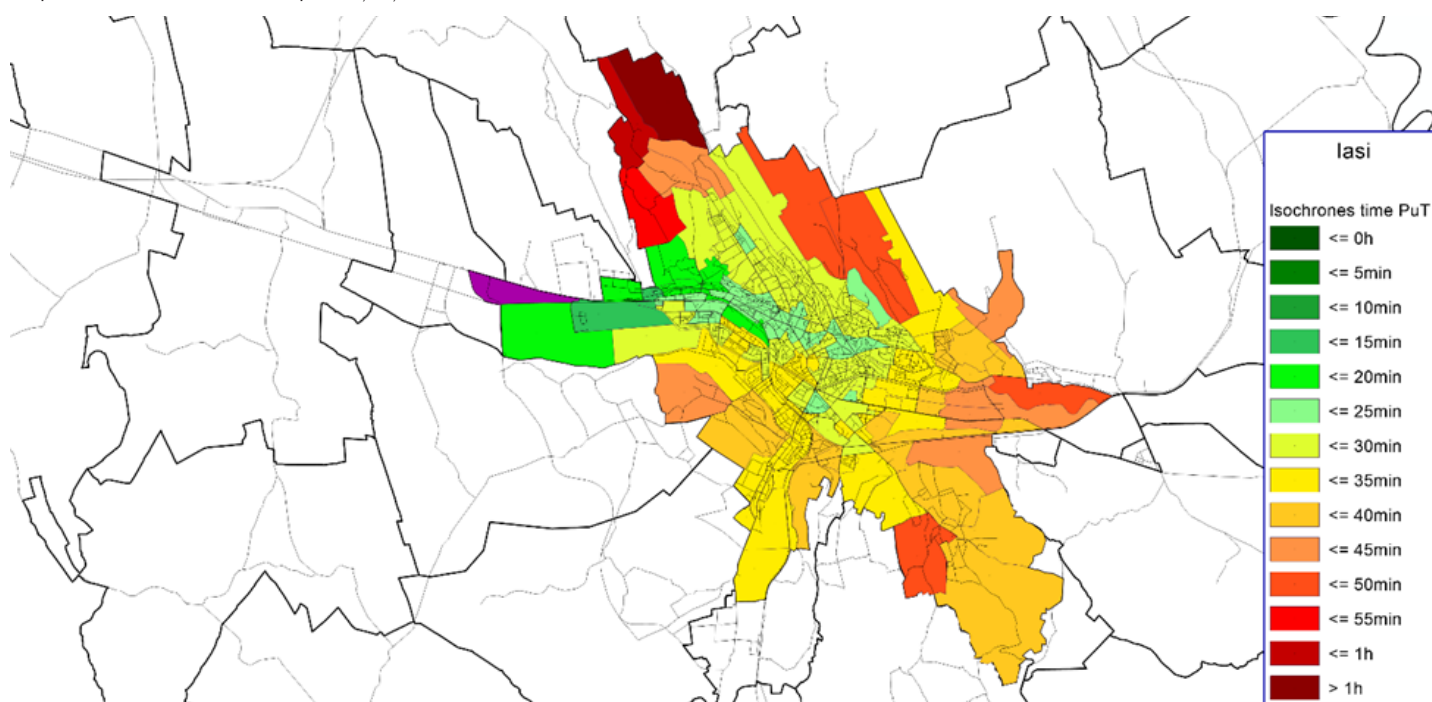 Iasi
Isochrones time PuT
<= 0h
<= 5min
<= 10min
<= 15min
<= 20min
<= 25min
<= 30min
<= 35min
<= 40min
<= 45min
<= 50min
<= 55min
<= 1h
> 1h